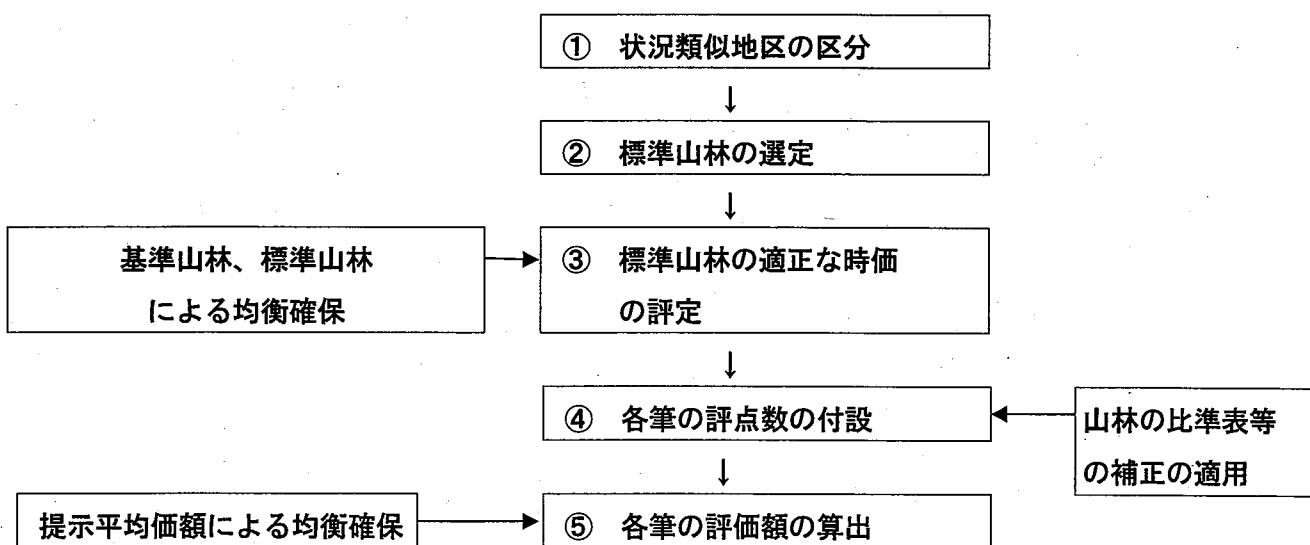 ① 状況類似地区の区分
↓
② 標準山林の選定
↓
基準山林、標準山林
による均衡確保
③ 標準山林の適正な時価
の評定
↓
④ 各筆の評点数の付設
山林の比準表等
の補正の適用
↓
提示平均価額による均衡確保
⑤ 各筆の評価額の算出